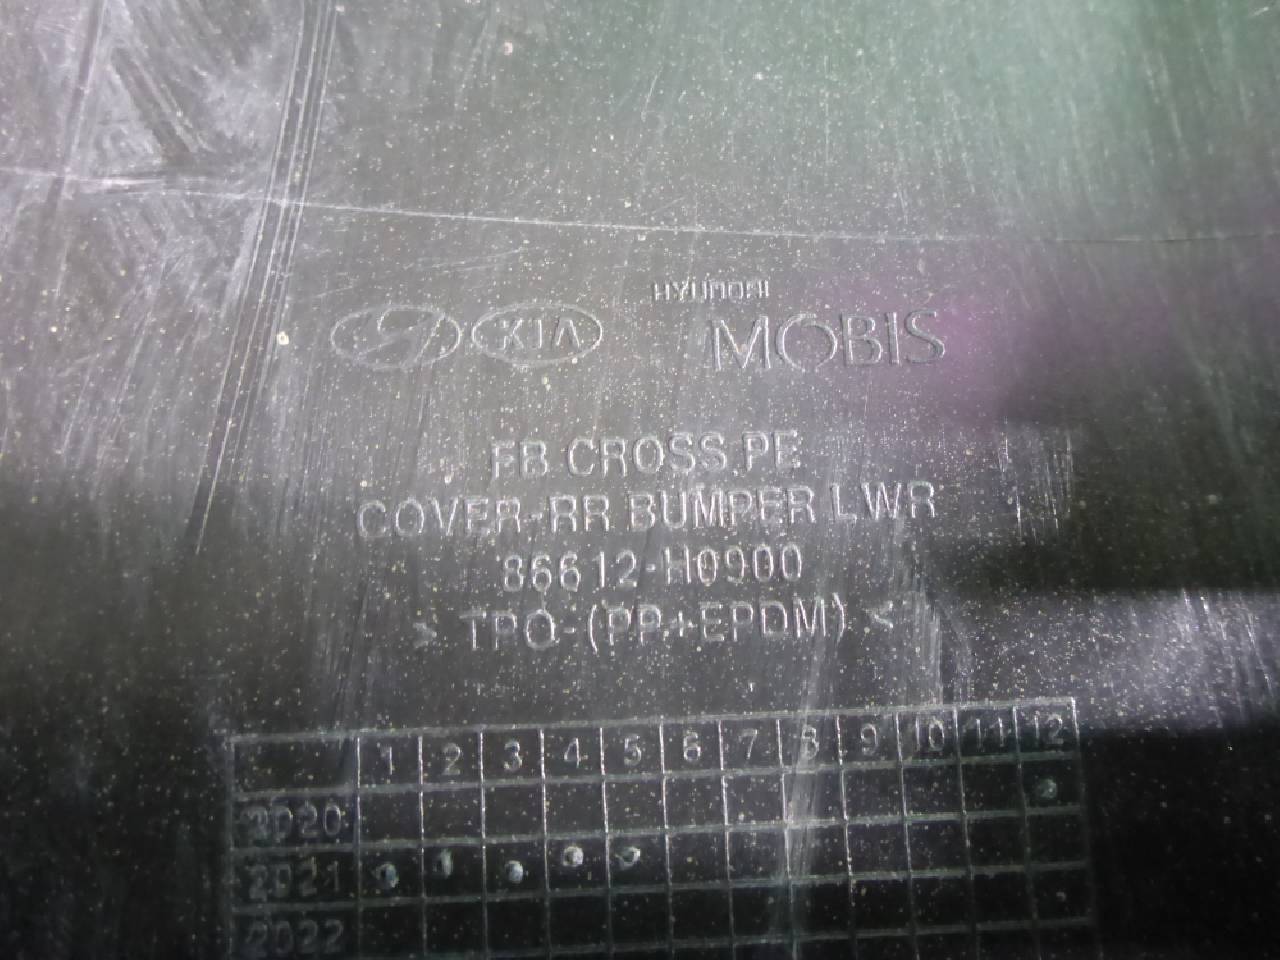 HYUNDAI
KIA MOBIS
FB CROSS PE
COVER-RR BUMPER LWR
86612-H0900
> TPO-(PP+EPDM) <
1 2 3 4 5 6 7 8 9 10 11 12
2020
2021
2022